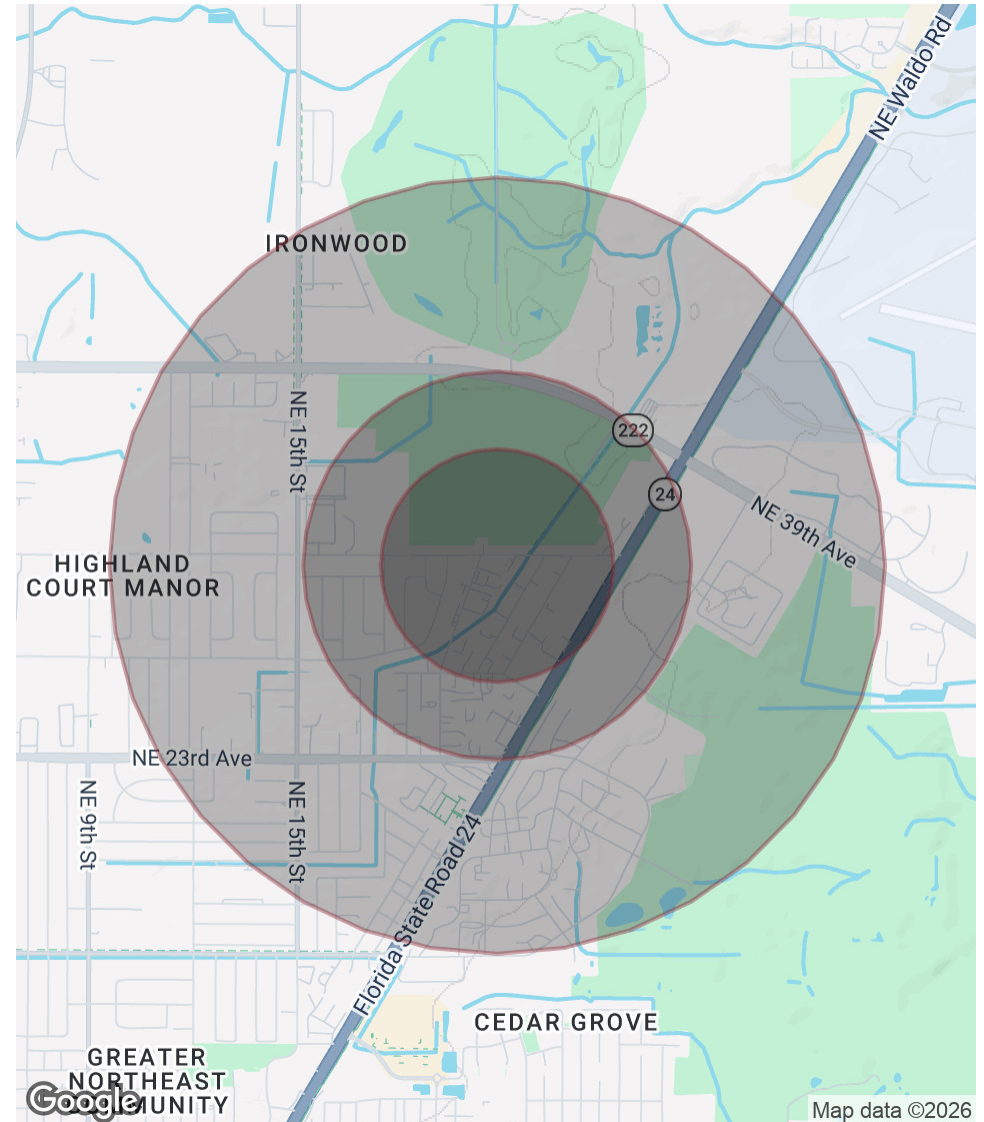 NE Waldo Rd
IRONWOOD
NE 15th St
222
24
NE 39th Ave
HIGHLAND
COURT MANOR
NE 23rd Ave
NE 9th St
NE 15th St
Florida State Road 24
CEDAR GROVE
GREATER
NORTHEAST
COMMUNITY
Google
Map data ©2026